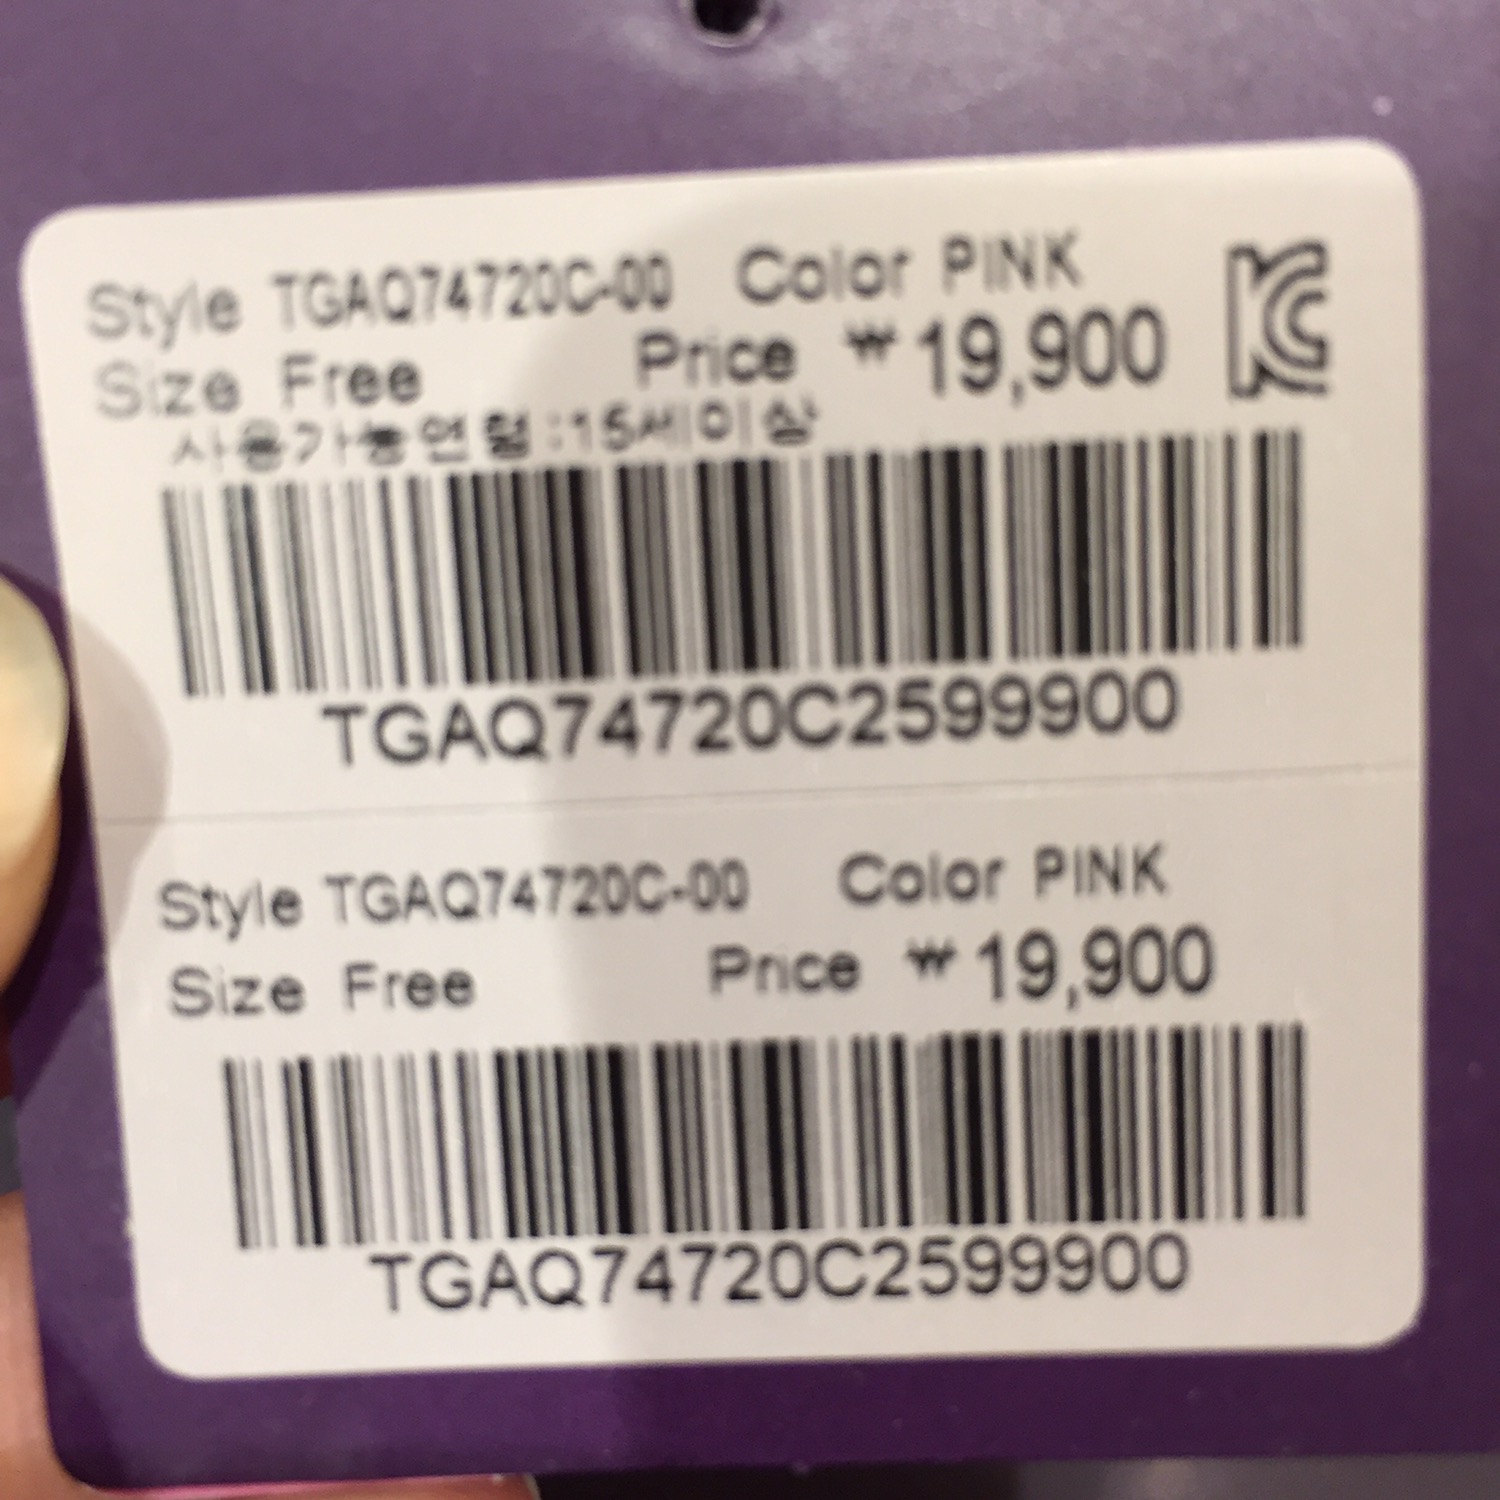 Style TGAQ74720C-00 Color PINK
KC
Size Free Price ₩19,900
사용가능연령:15세이상
TGAQ74720C2599900
Style TGAQ74720C-00 Color PINK
Size Free Price ₩19,900
TGAQ74720C2599900